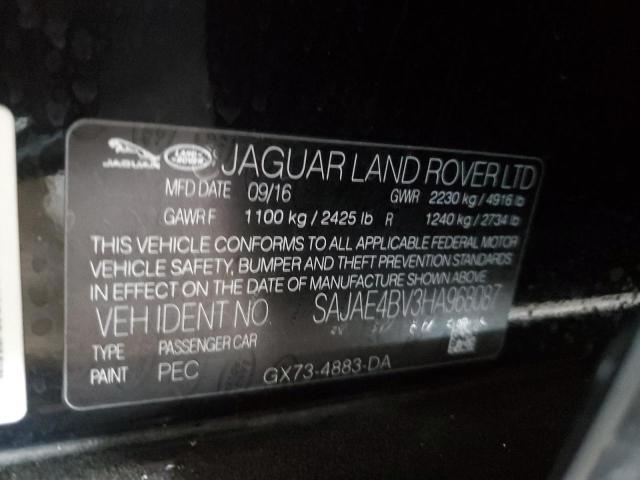 JAGUAR LAND ROVER JAGUAR LAND ROVER LTD
MFD DATE 09/16 GWR 2230 kg / 4916 lb
GAWR F 1100 kg / 2425 lb R 1240 kg / 2734 lb
THIS VEHICLE CONFORMS TO ALL APPLICABLE FEDERAL MOTOR
VEHICLE SAFETY, BUMPER AND THEFT PREVENTION STANDARDS
IN EFFECT ON THE DATE OF MANUFACTURE SHOWN ABOVE.
VEH IDENT NO SAJAE4BV3HA968087
TYPE PASSENGER CAR
PAINT PEC GX73-4883-DA